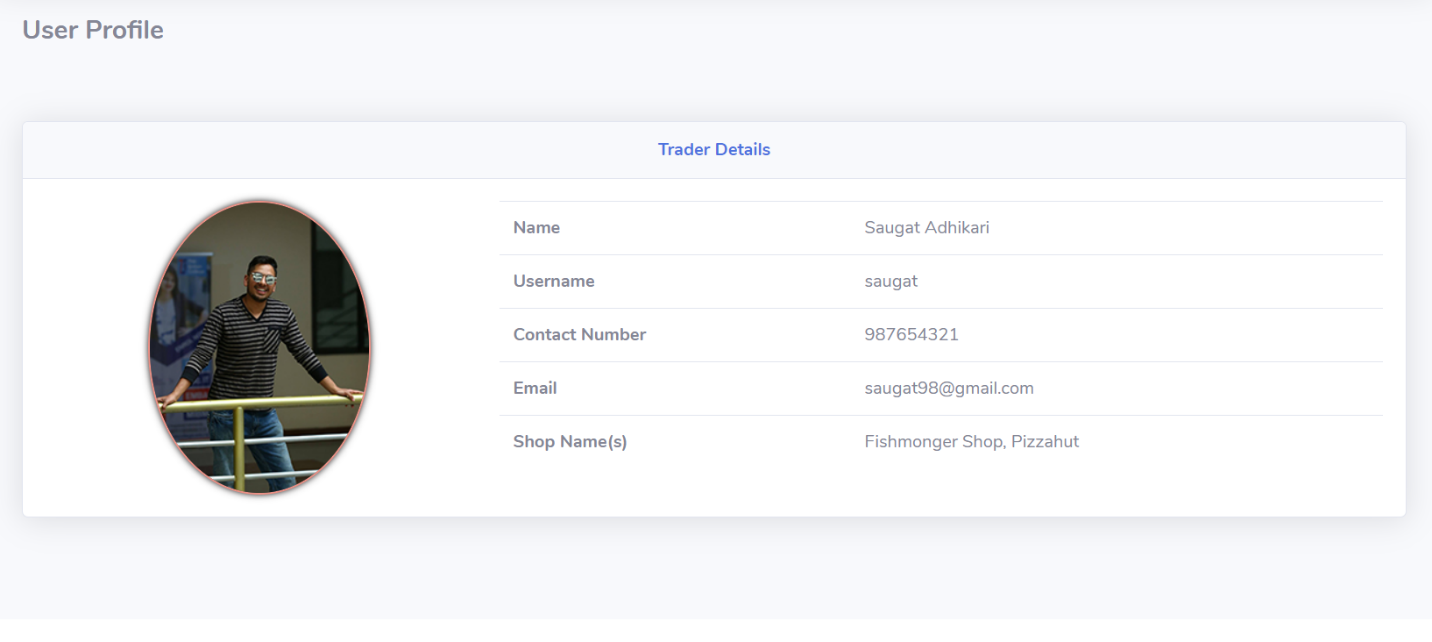 User Profile
Trader Details
Name Saugat Adhikari
Username saugat
Contact Number 987654321
Email saugat98@gmail.com
Shop Name(s) Fishmonger Shop, Pizzahut